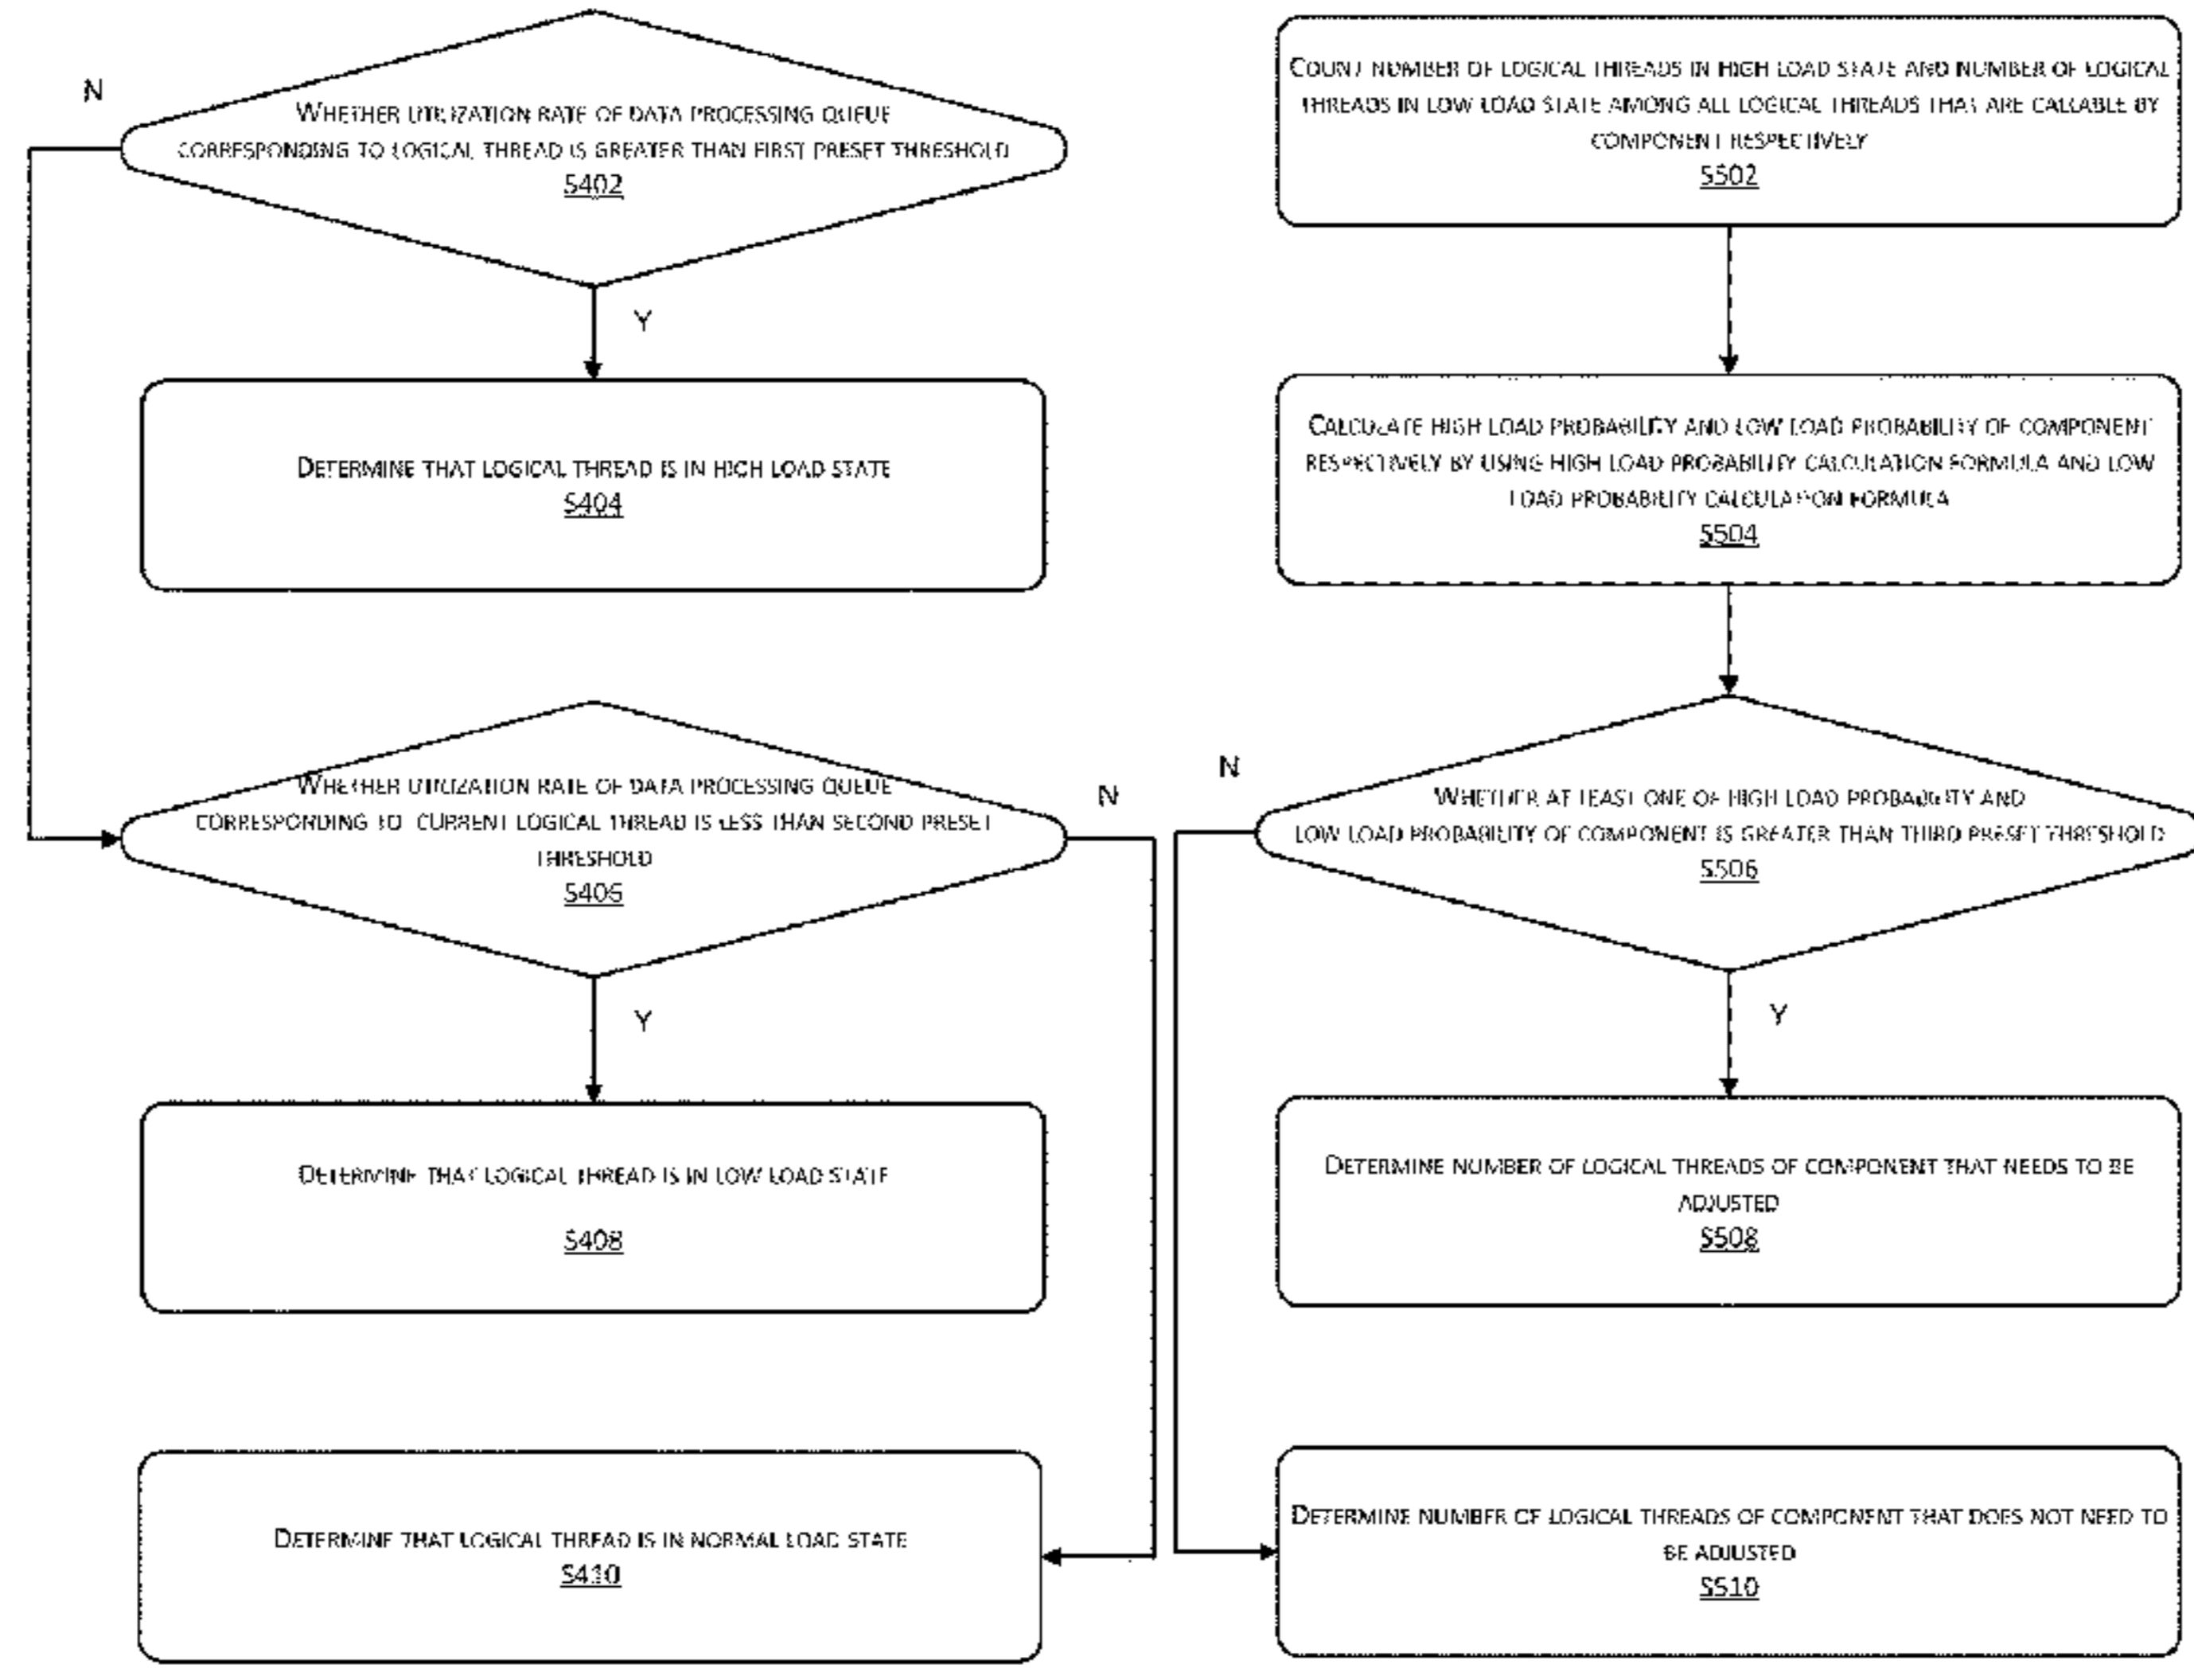 N
WHETHER UTILIZATION RATE OF DATA PROCESSING QUEUE
CORRESPONDING TO LOGICAL THREAD IS GREATER THAN FIRST PRESET THRESHOLD
S402
Y
DETERMINE THAT LOGICAL THREAD IS IN HIGH LOAD STATE
S404
WHETHER UTILIZATION RATE OF DATA PROCESSING QUEUE
CORRESPONDING TO CURRENT LOGICAL THREAD IS LESS THAN SECOND PRESET
THRESHOLD
S406
N
Y
DETERMINE THAT LOGICAL THREAD IS IN LOW LOAD STATE
S408
DETERMINE THAT LOGICAL THREAD IS IN NORMAL LOAD STATE
S410
COUNT NUMBER OF LOGICAL THREADS IN HIGH LOAD STATE AND NUMBER OF LOGICAL
THREADS IN LOW LOAD STATE AMONG ALL LOGICAL THREADS THAT ARE CALLABLE BY
COMPONENT RESPECTIVELY
S502
CALCULATE HIGH LOAD PROBABILITY AND LOW LOAD PROBABILITY OF COMPONENT
RESPECTIVELY BY USING HIGH LOAD PROBABILITY CALCULATION FORMULA AND LOW
LOAD PROBABILITY CALCULATION FORMULA
S504
N
WHETHER AT LEAST ONE OF HIGH LOAD PROBABILITY AND
LOW LOAD PROBABILITY OF COMPONENT IS GREATER THAN THIRD PRESET THRESHOLD
S506
Y
DETERMINE NUMBER OF LOGICAL THREADS OF COMPONENT THAT NEEDS TO BE
ADJUSTED
S508
DETERMINE NUMBER OF LOGICAL THREADS OF COMPONENT THAT DOES NOT NEED TO
BE ADJUSTED
S510